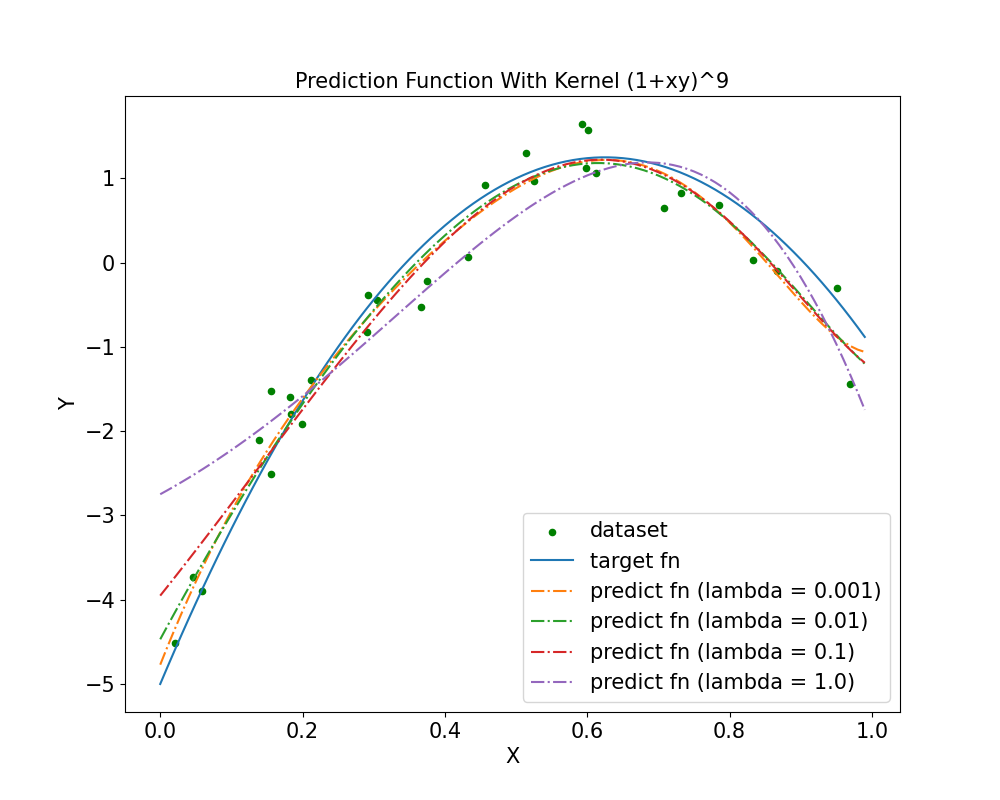 Prediction Function With Kernel (1+xy)^9
1
0
−1
−2
−3
−4
−5
Y
dataset
target fn
predict fn (lambda = 0.001)
predict fn (lambda = 0.01)
predict fn (lambda = 0.1)
predict fn (lambda = 1.0)
0.0 0.2 0.4 0.6 0.8 1.0
X